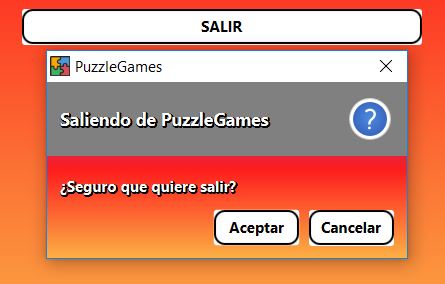 SALIR
PuzzleGames
Saliendo de PuzzleGames
?
¿Seguro que quiere salir?
Aceptar Cancelar